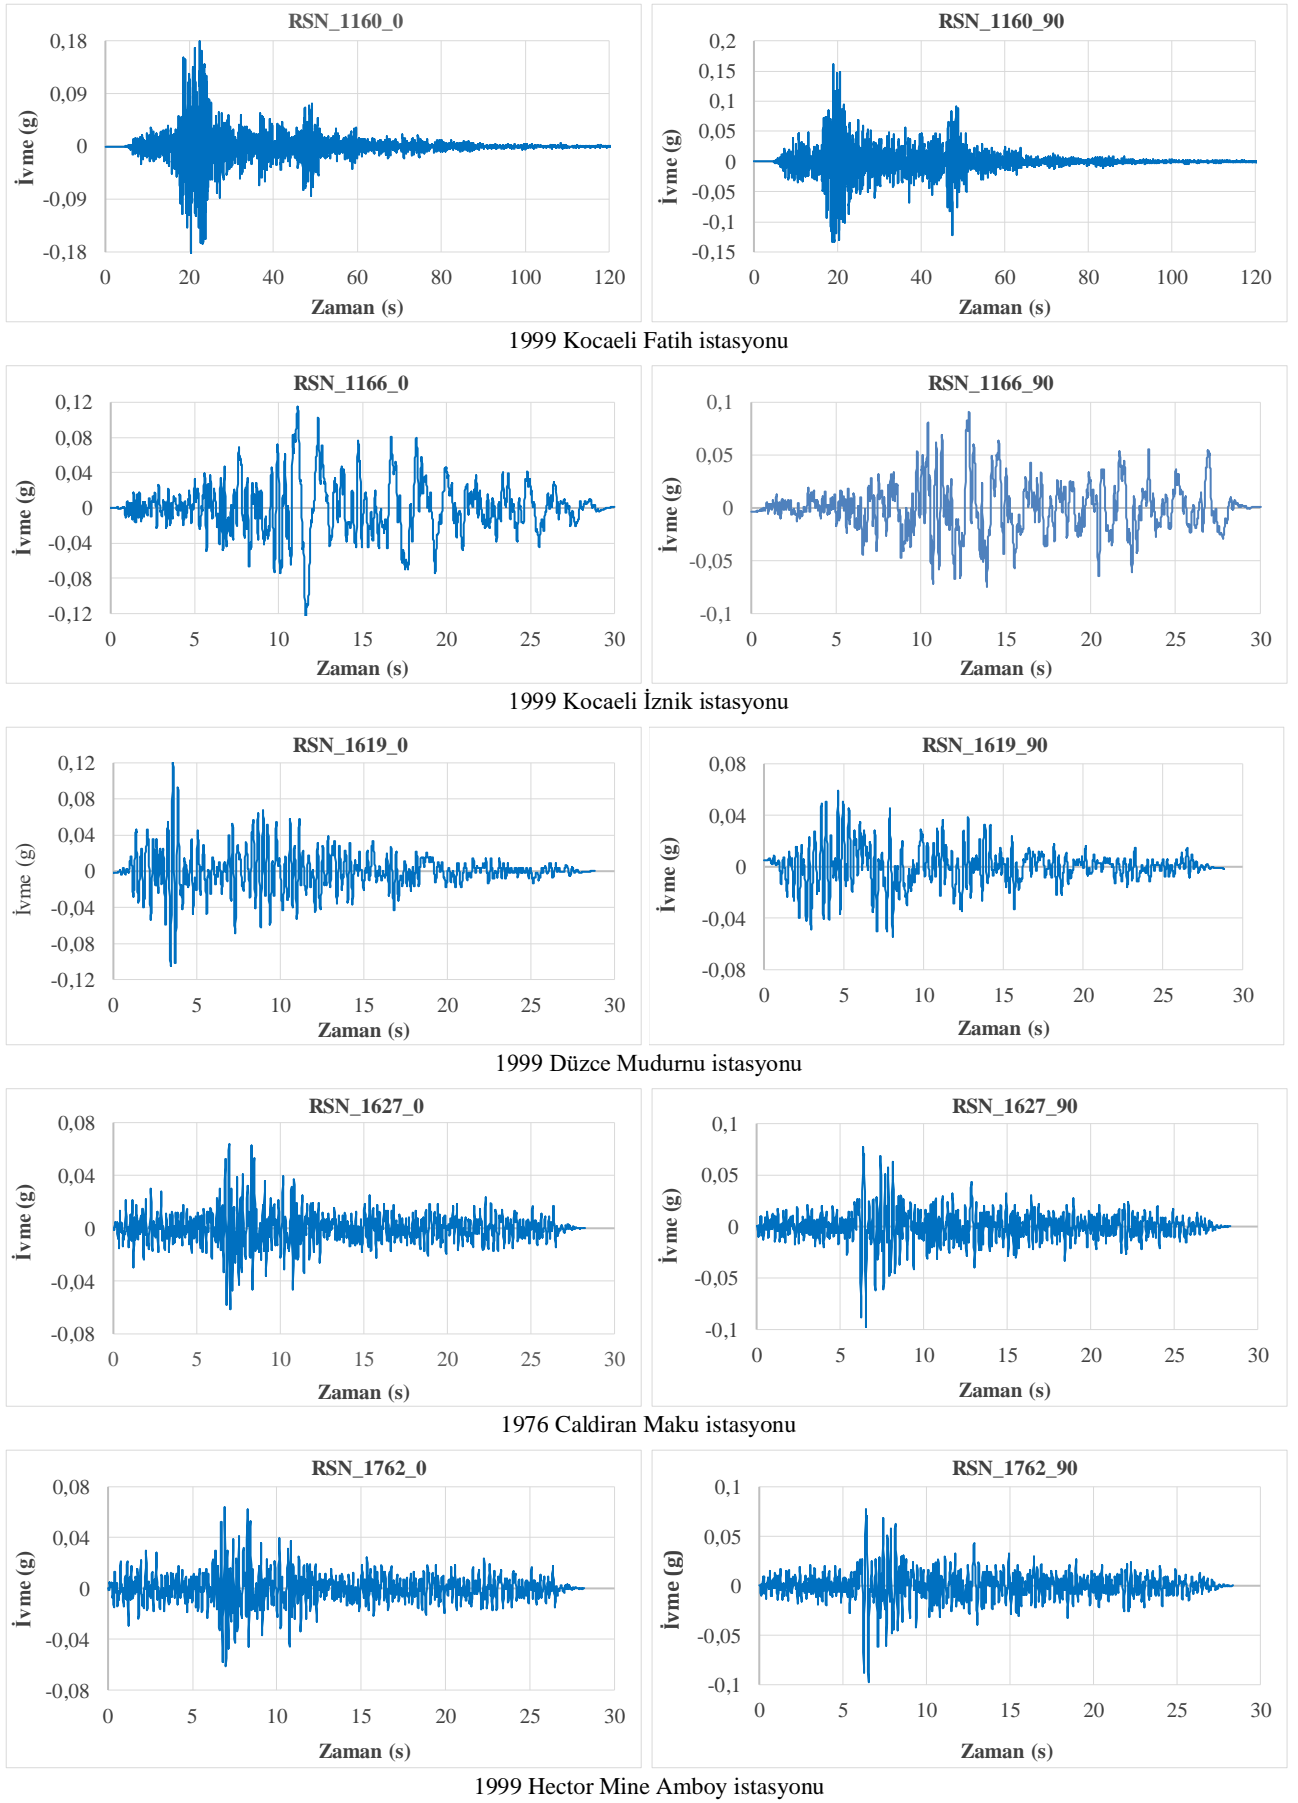 RSN_1160_0
0,18
0,09
0
-0,09
-0,18
İvme (g)
0 20 40 60 80 100 120
Zaman (s)
RSN_1160_90
0,2
0,15
0,1
0,05
0
-0,05
-0,1
-0,15
İvme (g)
0 20 40 60 80 100 120
Zaman (s)
1999 Kocaeli Fatih istasyonu
RSN_1166_0
0,12
0,08
0,04
0
-0,04
-0,08
-0,12
İvme (g)
0 5 10 15 20 25 30
Zaman (s)
RSN_1166_90
0,1
0,05
0
-0,05
-0,1
İvme (g)
0 5 10 15 20 25 30
Zaman (s)
1999 Kocaeli İznik istasyonu
RSN_1619_0
0,12
0,08
0,04
0
-0,04
-0,08
-0,12
İvme (g)
0 5 10 15 20 25 30
Zaman (s)
RSN_1619_90
0,08
0,04
0
-0,04
-0,08
İvme (g)
0 5 10 15 20 25 30
Zaman (s)
1999 Düzce Mudurnu istasyonu
RSN_1627_0
0,08
0,04
0
-0,04
-0,08
İvme (g)
0 5 10 15 20 25 30
Zaman (s)
RSN_1627_90
0,1
0,05
0
-0,05
-0,1
İvme (g)
0 5 10 15 20 25 30
Zaman (s)
1976 Caldiran Maku istasyonu
RSN_1762_0
0,08
0,04
0
-0,04
-0,08
İvme (g)
0 5 10 15 20 25 30
Zaman (s)
RSN_1762_90
0,1
0,05
0
-0,05
-0,1
İvme (g)
0 5 10 15 20 25 30
Zaman (s)
1999 Hector Mine Amboy istasyonu